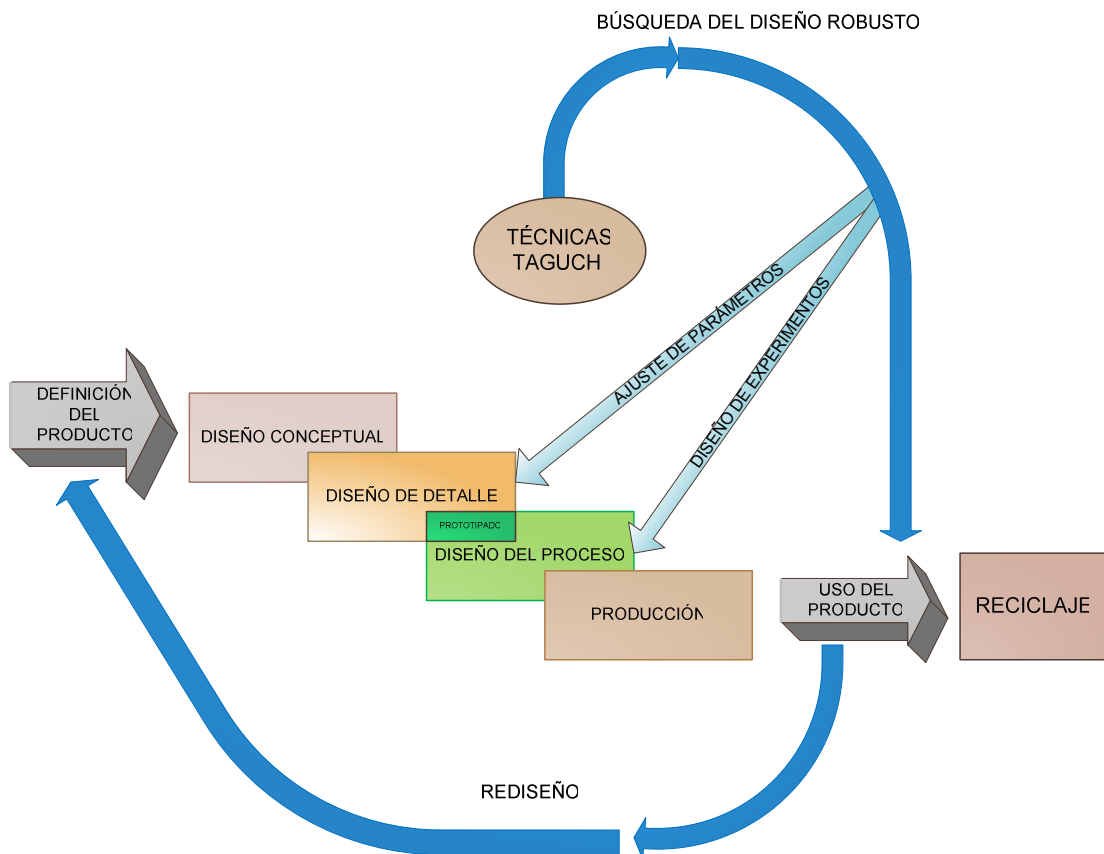 BÚSQUEDA DEL DISEÑO ROBUSTO
TÉCNICAS
TAGUCH
AJUSTE DE PARÁMETROS
DISEÑO DE EXPERIMENTOS
DEFINICIÓN
DEL
PRODUCTO
DISEÑO CONCEPTUAL
DISEÑO DE DETALLE
PROTOTIPADO
DISEÑO DEL PROCESO
PRODUCCIÓN
USO DEL
PRODUCTO
RECICLAJE
REDISEÑO